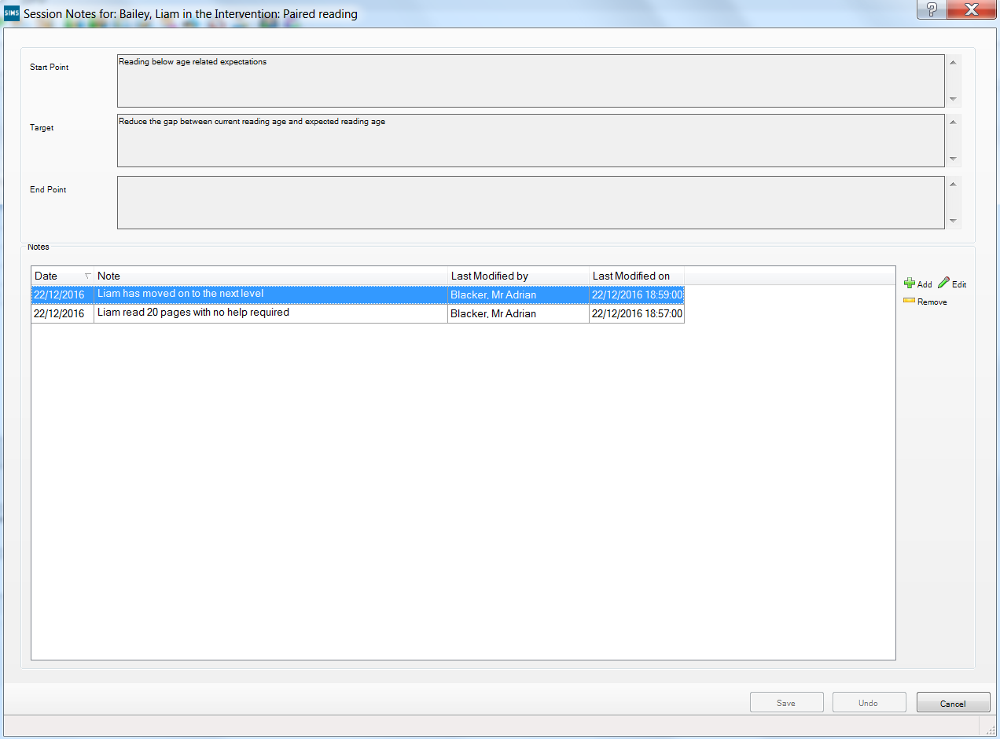 SIMS Session Notes for: Bailey, Liam in the Intervention: Paired reading
Start Point
Reading below age related expectations
Target
Reduce the gap between current reading age and expected reading age
End Point
Notes
Date Note Last Modified by Last Modified on
22/12/2016 Liam has moved on to the next level Blacker, Mr Adrian 22/12/2016 18:59:00
22/12/2016 Liam read 20 pages with no help required Blacker, Mr Adrian 22/12/2016 18:57:00
Add Edit
Remove
Save Undo Cancel